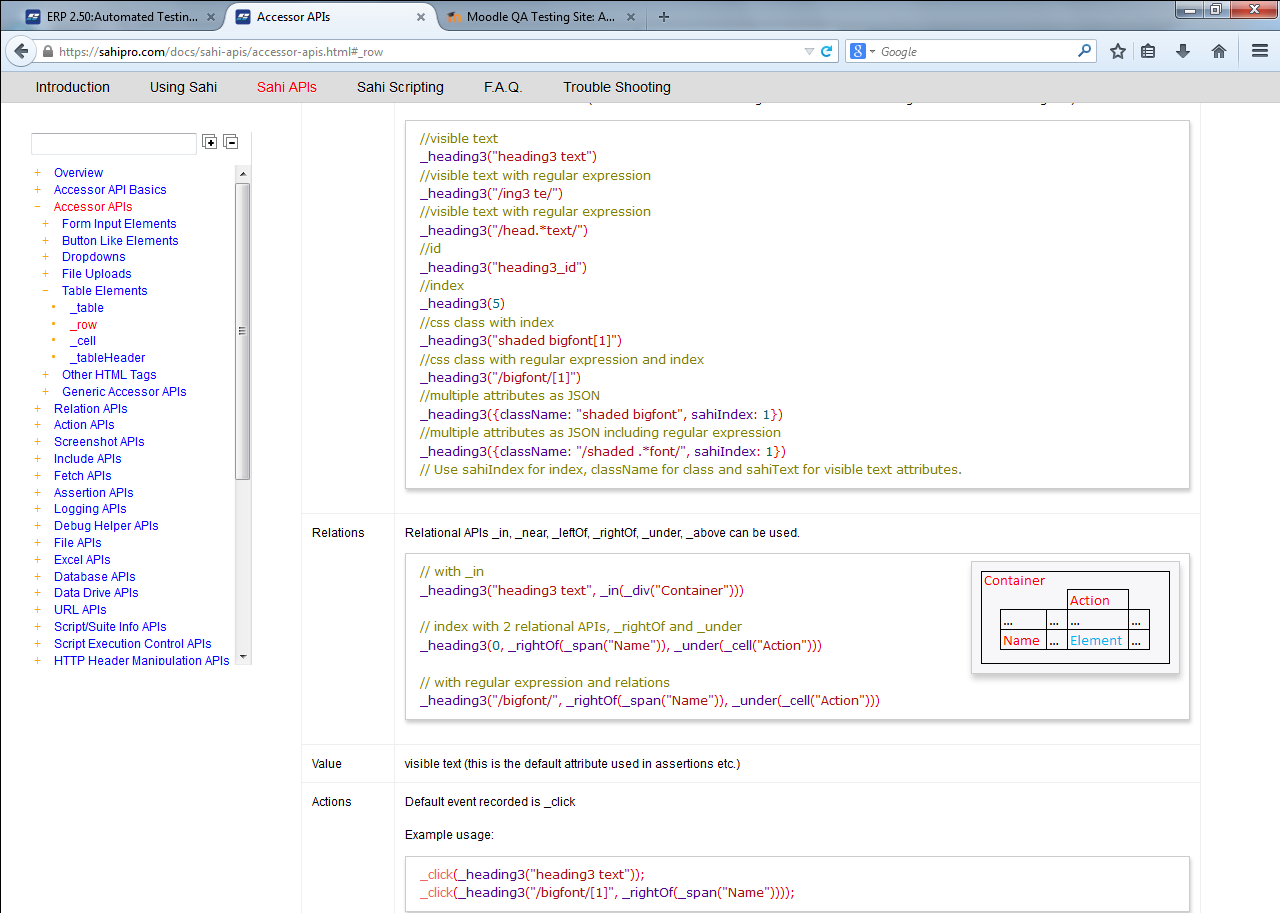 ERP 2.50:Automated Testin...
Accessor APIs
Moodle QA Testing Site: A...
https://sahipro.com/docs/sahi-apis/accessor-apis.html#_row
Google
Introduction
Using Sahi
Sahi APIs
Sahi Scripting
F.A.Q.
Trouble Shooting
Overview
Accessor API Basics
Accessor APIs
Form Input Elements
Button Like Elements
Dropdowns
File Uploads
Table Elements
_table
_row
_cell
_tableHeader
Other HTML Tags
Generic Accessor APIs
Relation APIs
Action APIs
Screenshot APIs
Include APIs
Fetch APIs
Assertion APIs
Logging APIs
Debug Helper APIs
File APIs
Excel APIs
Database APIs
Data Drive APIs
URL APIs
Script/Suite Info APIs
Script Execution Control APIs
HTTP Header Manipulation APIs
//visible text
_heading3("heading3 text")
//visible text with regular expression
_heading3("/ing3 te/")
//visible text with regular expression
_heading3("/head.*text/")
//id
_heading3("heading3_id")
//index
_heading3(5)
//css class with index
_heading3("shaded bigfont[1]")
//css class with regular expression and index
_heading3("/bigfont/[1]")
//multiple attributes as JSON
_heading3({className: "shaded bigfont", sahiIndex: 1})
//multiple attributes as JSON including regular expression
_heading3({className: "/shaded .*font/", sahiIndex: 1})
// Use sahiIndex for index, className for class and sahiText for visible text attributes.
Relations
Relational APIs _in, _near, _leftOf, _rightOf, _under, _above can be used.
// with _in
_heading3("heading3 text", _in(_div("Container")))
// index with 2 relational APIs, _rightOf and _under
_heading3(0, _rightOf(_span("Name")), _under(_cell("Action")))
// with regular expression and relations
_heading3("/bigfont/", _rightOf(_span("Name")), _under(_cell("Action")))
Container
Action
... ... ... ...
Name ... Element ...
Value
visible text (this is the default attribute used in assertions etc.)
Actions
Default event recorded is _click
Example usage:
_click(_heading3("heading3 text"));
_click(_heading3("/bigfont/[1]", _rightOf(_span("Name"))));